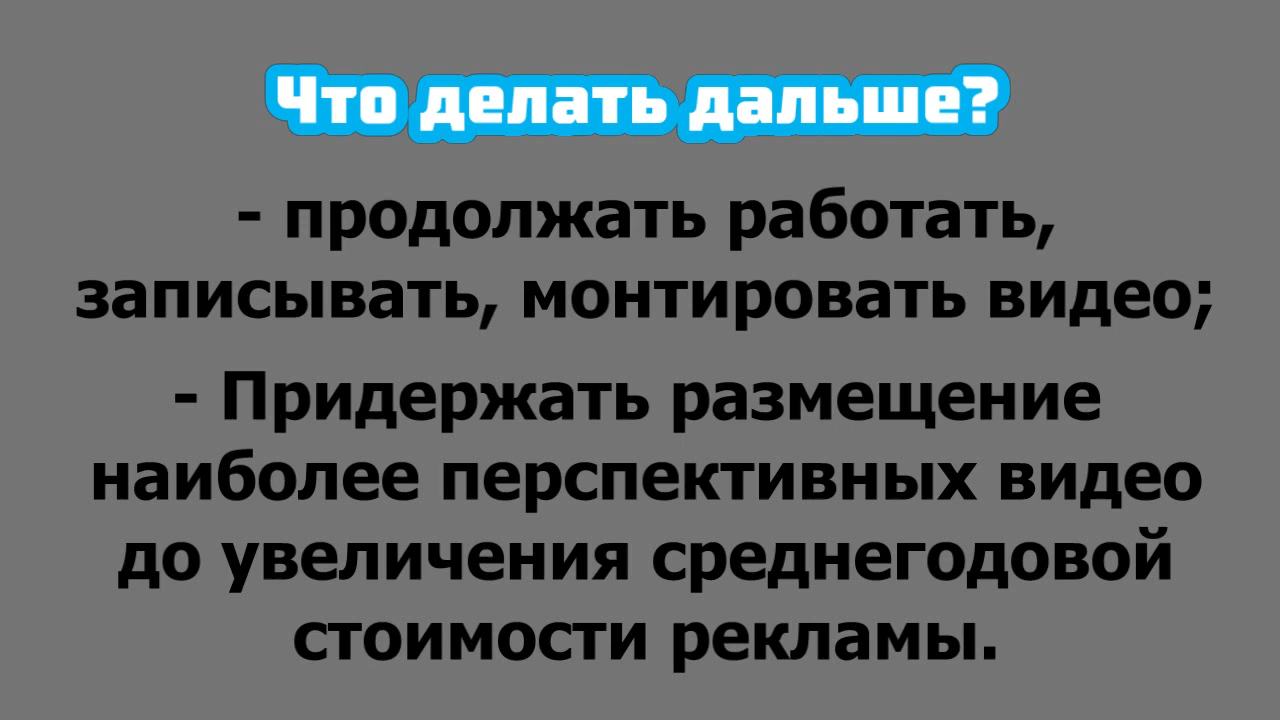 Что делать дальше?
- продолжать работать,
записывать, монтировать видео;
- Придержать размещение
наиболее перспективных видео
до увеличения среднегодовой
стоимости рекламы.